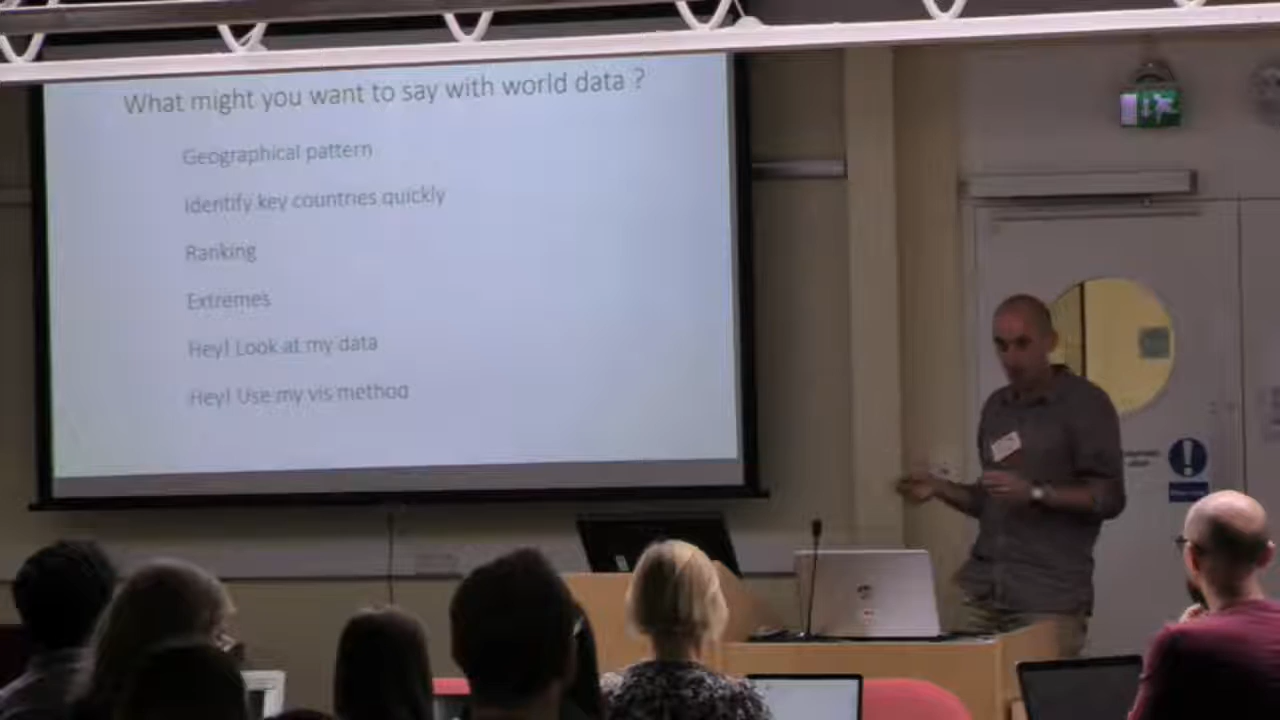 What might you want to say with world data ?
Geographical pattern
Identify key countries quickly
Ranking
Extremes
Hey! Look at my data
Hey! Use my vis method